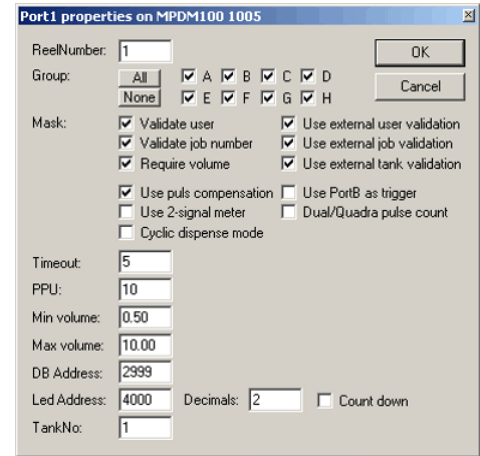 Port1 properties on MPDM100 1005
ReelNumber: 1 OK
Group: All A B C D Cancel
None E F G H
Mask: Validate user Use external user validation
Validate job number Use external job validation
Require volume Use external tank validation
Use puls compensation Use PortB as trigger
Use 2-signal meter Dual/Quadra pulse count
Cyclic dispense mode
Timeout: 5
PPU: 10
Min volume: 0.50
Max volume: 10.00
DB Address: 2999
Led Address: 4000 Decimals: 2 Count down
TankNo: 1